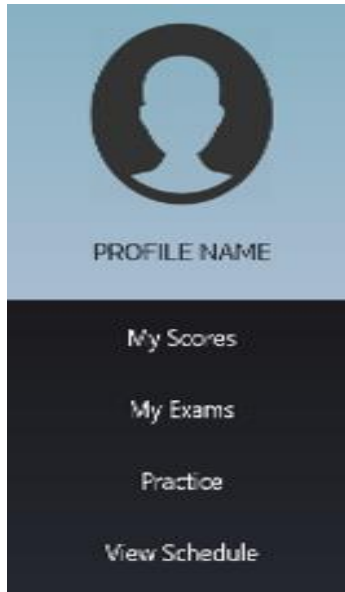 PROFILE NAME
My Scores
My Exams
Practice
View Schedule